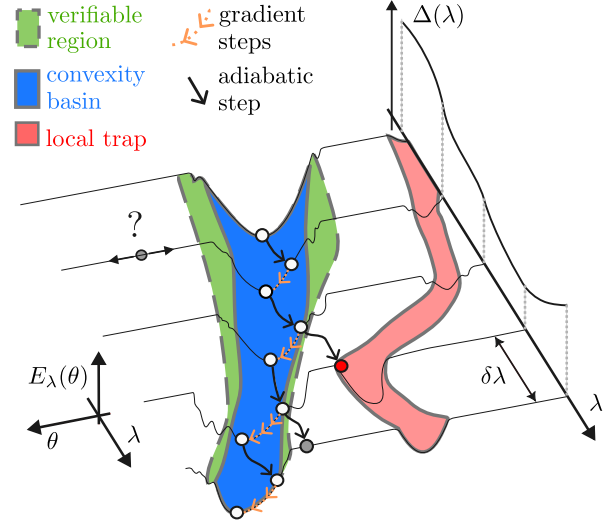 verifiable
region
convexity
basin
local trap
gradient
steps
adiabatic
step
Δ(λ)
?
E_λ(θ)
θ
λ
δλ
λ